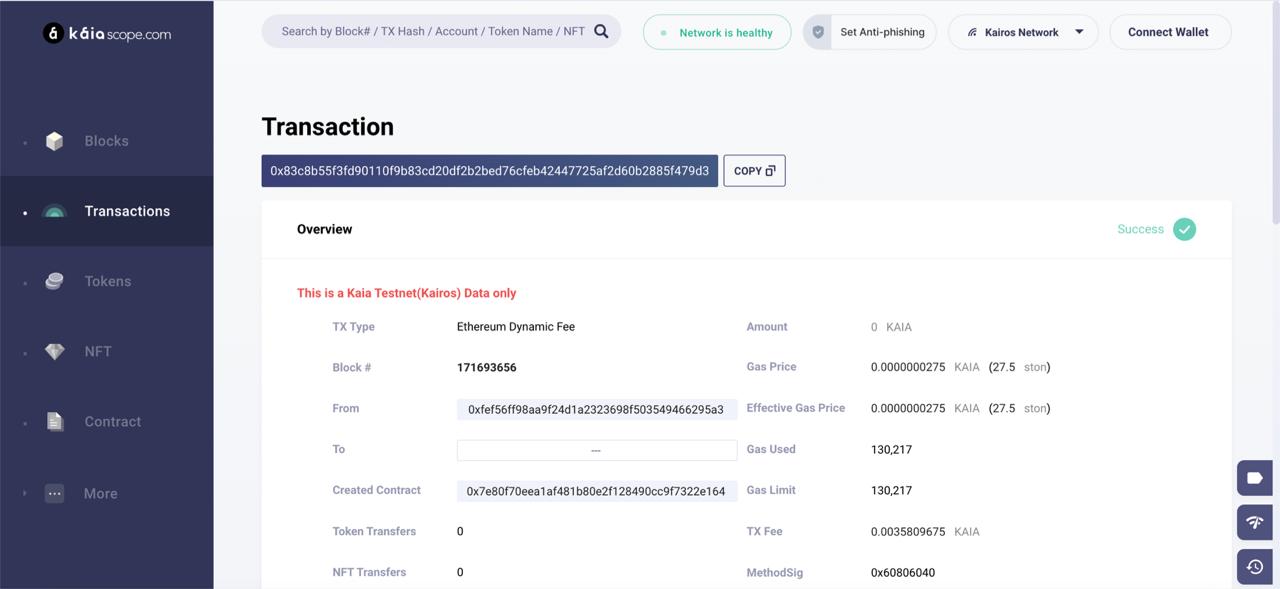 káia scope.com
Search by Block# / TX Hash / Account / Token Name / NFT
Network is healthy
Set Anti-phishing
Kairos Network
Connect Wallet
Blocks
Transactions
Tokens
NFT
Contract
More
Transaction
0x83c8b55f3fd90110f9b83cd20df2b2bed76cfeb42447725af2d60b2885f479d3
COPY
Overview
Success
This is a Kaia Testnet(Kairos) Data only
TX Type Ethereum Dynamic Fee
Amount 0 KAIA
Block # 171693656
Gas Price 0.0000000275 KAIA (27.5 ston)
From 0xfef56ff98aa9f24d1a2323698f503549466295a3
Effective Gas Price 0.0000000275 KAIA (27.5 ston)
To ---
Gas Used 130,217
Created Contract 0x7e80f70eea1af481b80e2f128490cc9f7322e164
Gas Limit 130,217
Token Transfers 0
TX Fee 0.0035809675 KAIA
NFT Transfers 0
MethodSig 0x60806040